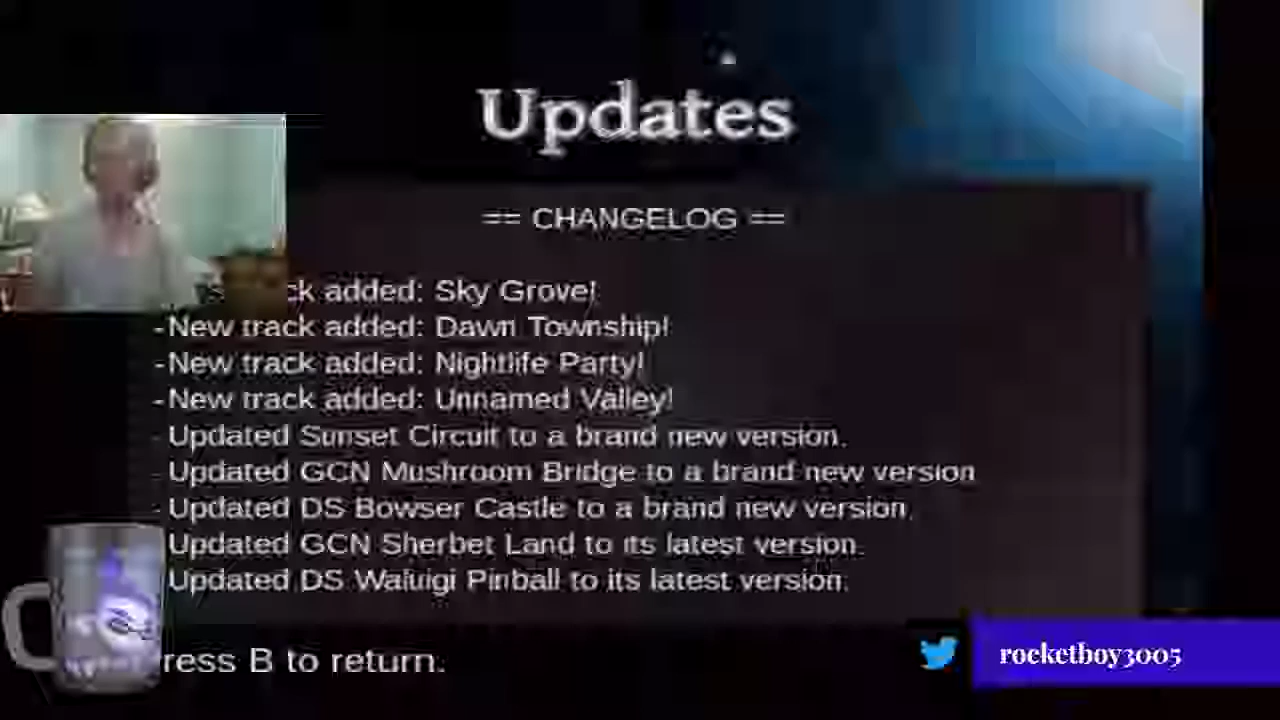 Updates
== CHANGELOG ==
ck added: Sky Grove!
-New track added: Dawn Township!
-New track added: Nightlife Party!
-New track added: Unnamed Valley!
- Updated Sunset Circuit to a brand new version.
- Updated GCN Mushroom Bridge to a brand new version
- Updated DS Bowser Castle to a brand new version.
Updated GCN Sherbet Land to its latest version.
Updated DS Waluigi Pinball to its latest version.
ress B to return.
rocketboy3005